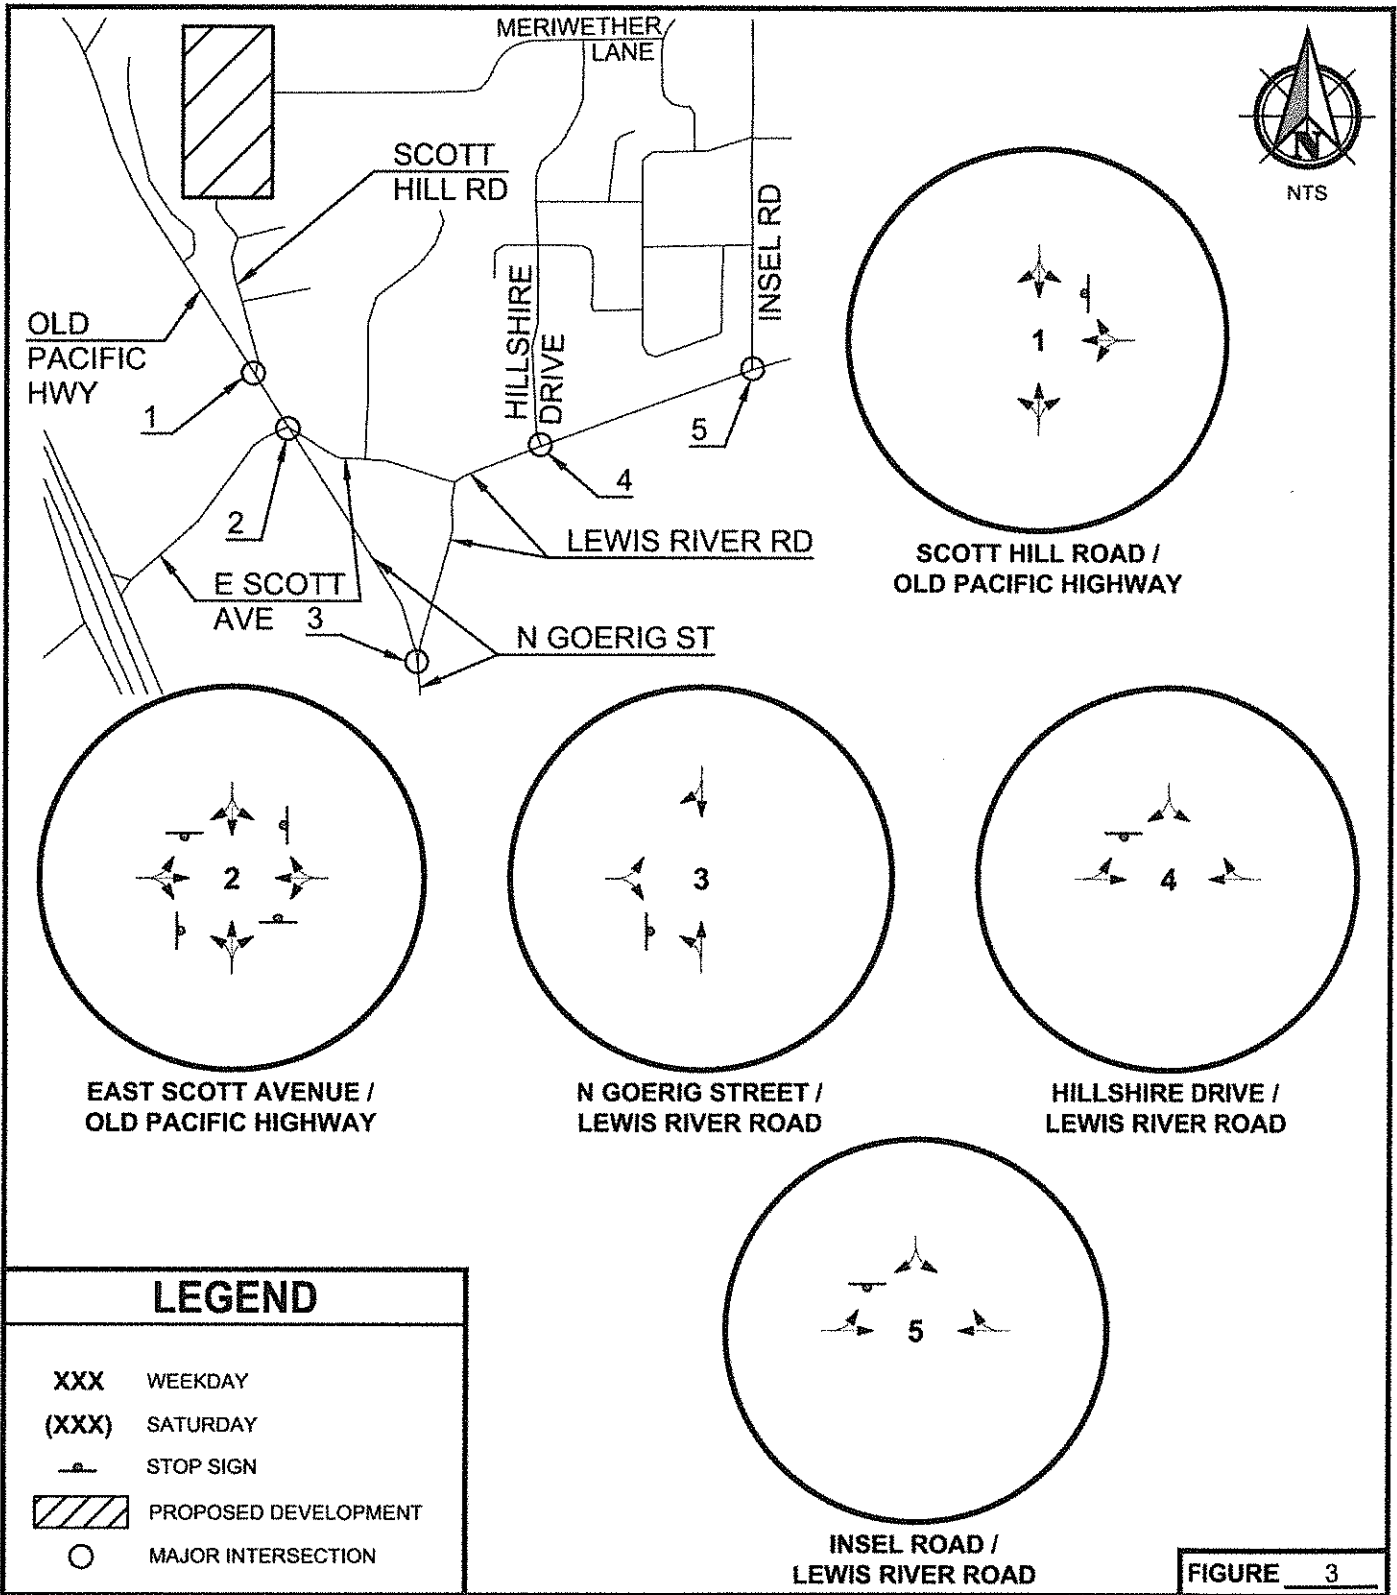 MERIWETHER
LANE
N
NTS
SCOTT
HILL RD
INSEL RD
HILLSHIRE
DRIVE
OLD
PACIFIC
HWY
1
2
3
4
5
E SCOTT
AVE
LEWIS RIVER RD
N GOERIG ST
1
SCOTT HILL ROAD /
OLD PACIFIC HIGHWAY
2
EAST SCOTT AVENUE /
OLD PACIFIC HIGHWAY
3
N GOERIG STREET /
LEWIS RIVER ROAD
4
HILLSHIRE DRIVE /
LEWIS RIVER ROAD
5
INSEL ROAD /
LEWIS RIVER ROAD
LEGEND
XXX WEEKDAY
(XXX) SATURDAY
STOP SIGN
PROPOSED DEVELOPMENT
MAJOR INTERSECTION
FIGURE 3